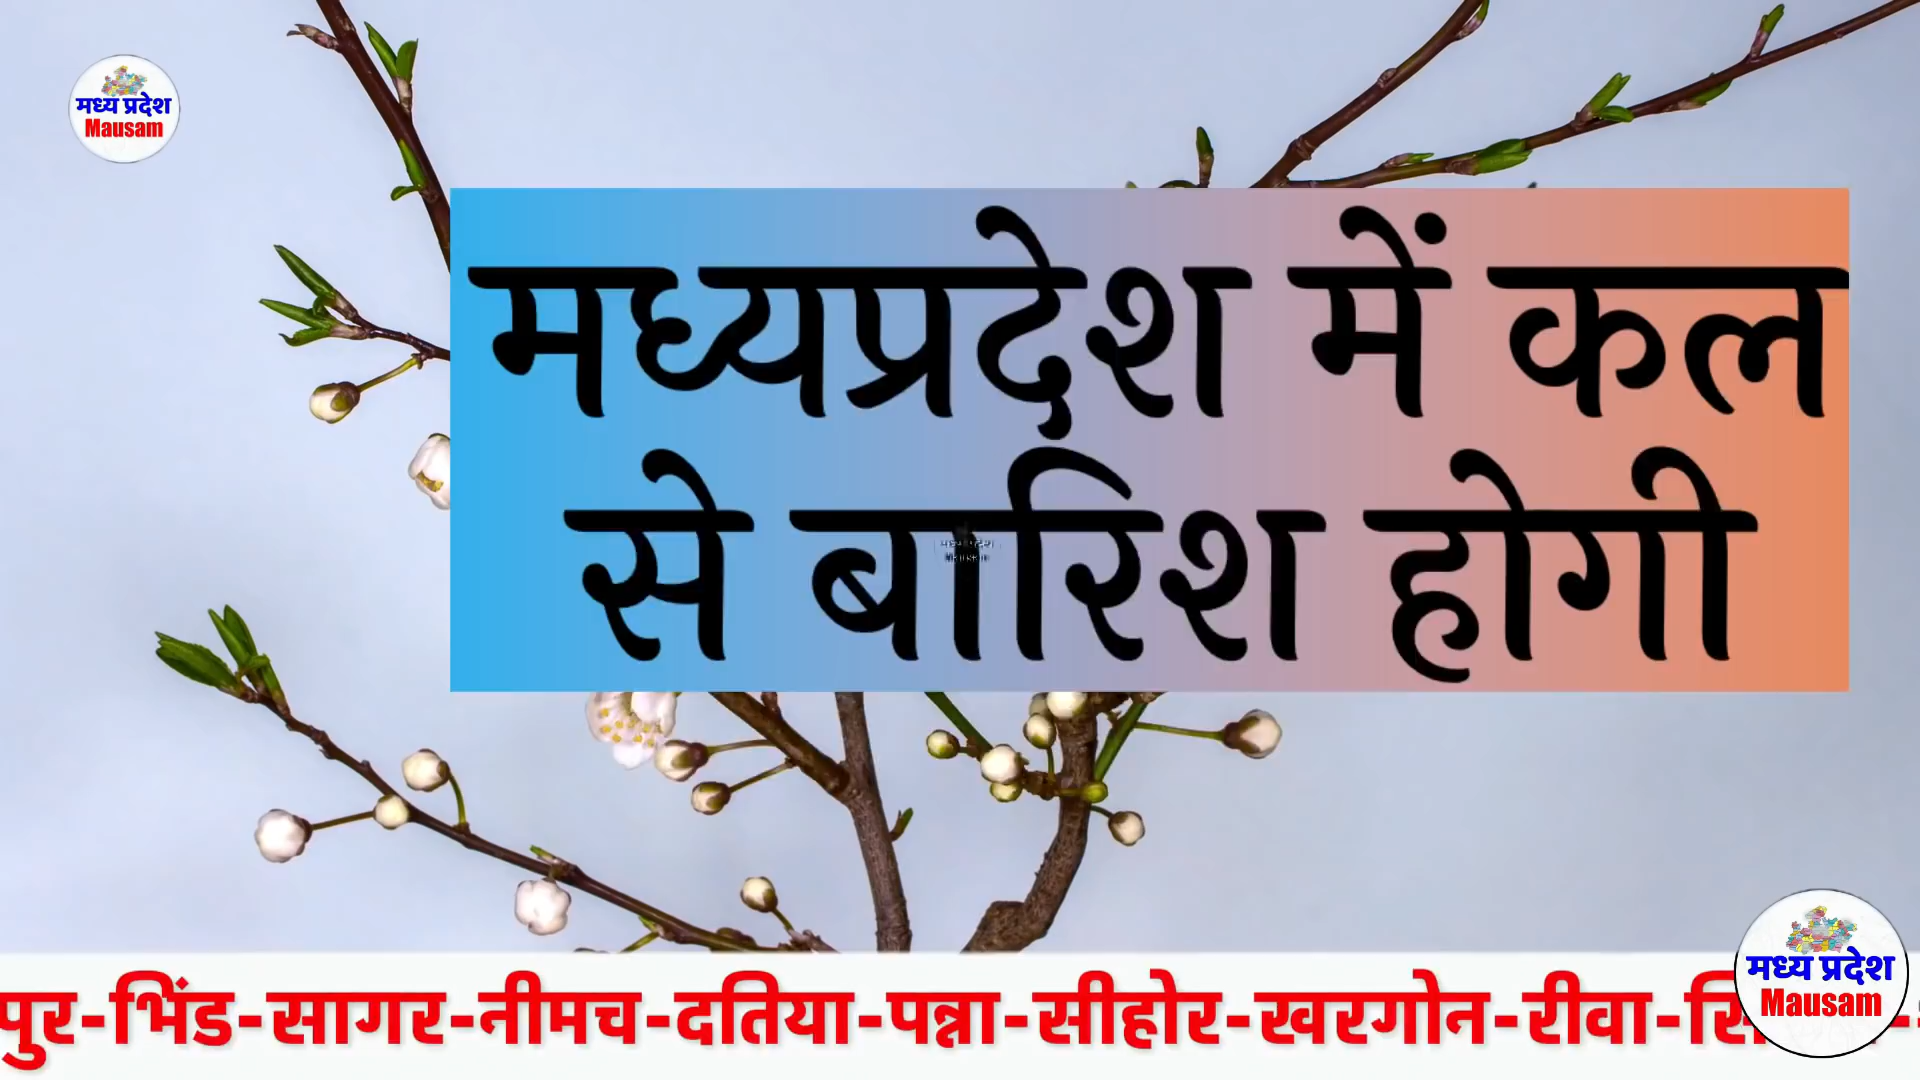 मध्य प्रदेश
Mausam
मध्यप्रदेश में कल
से बारिश होगी
मध्य प्रदेश
Mausam
पुर-भिंड-सागर-नीमच-दतिया-पन्ना-सीहोर-खरगोन-रीवा-